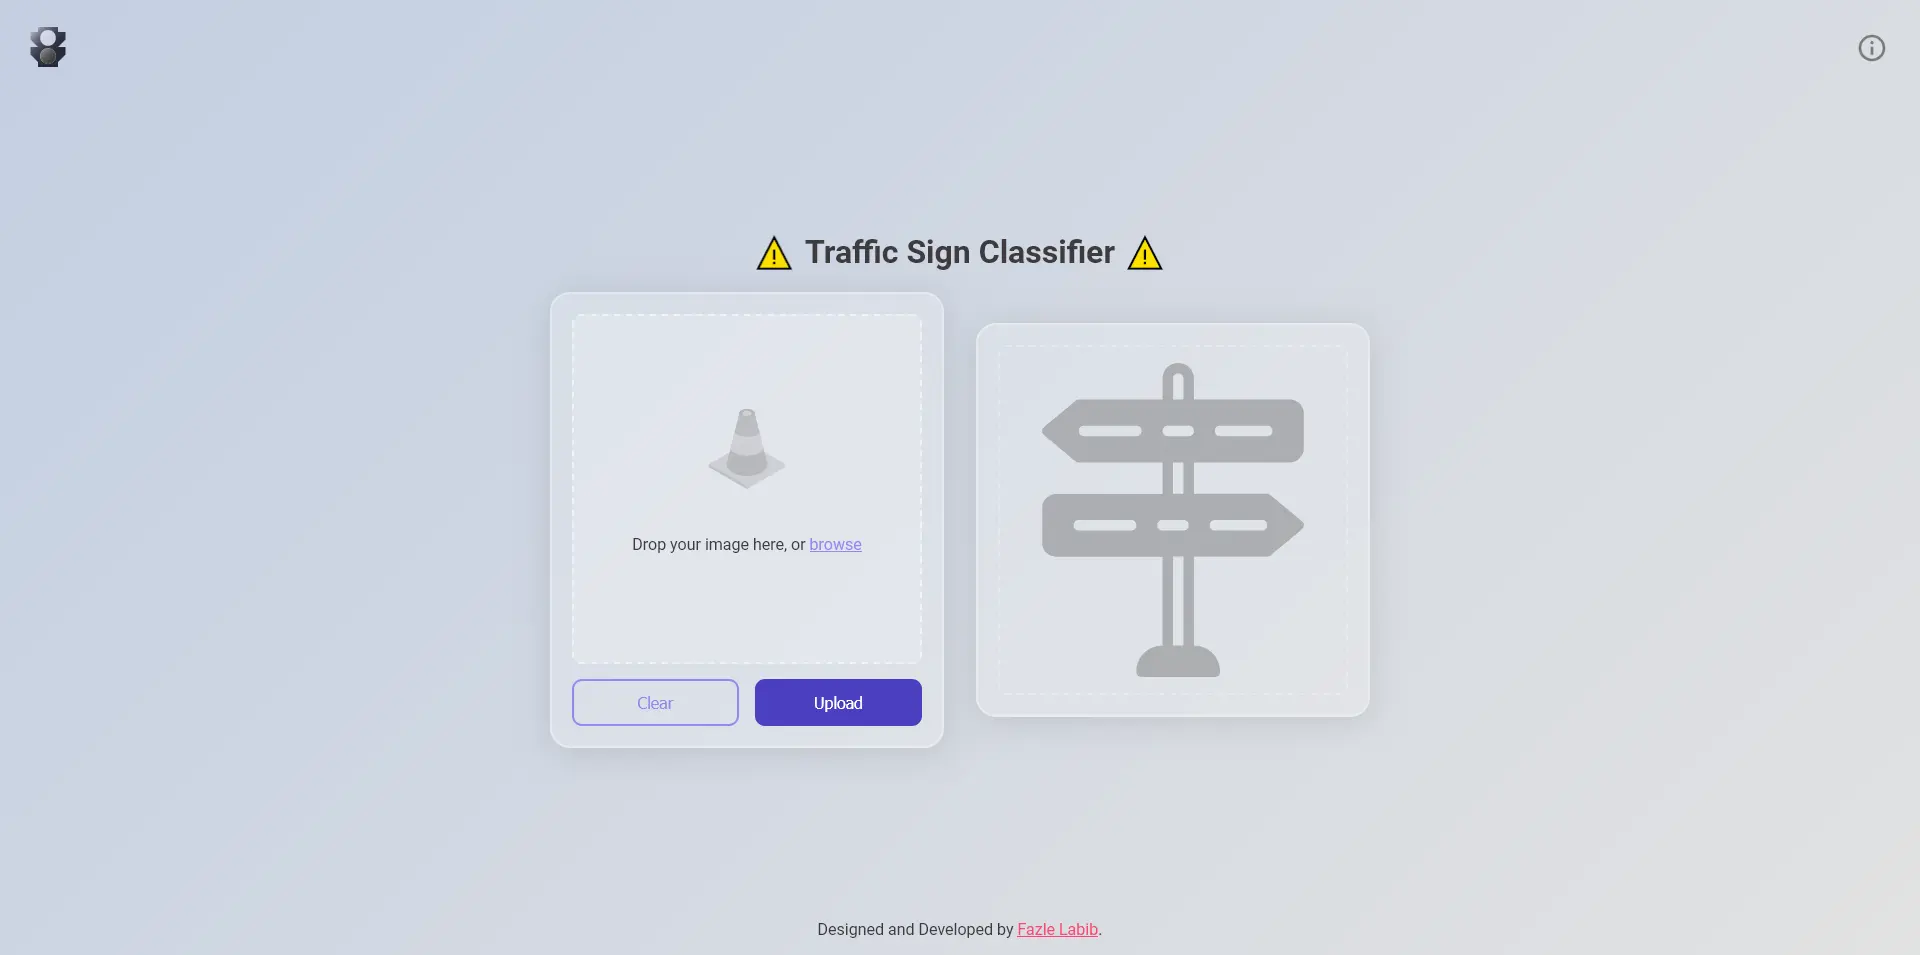 Traffic Sign Classifier
Drop your image here, or browse
Clear
Upload
Designed and Developed by Fazle Labib.